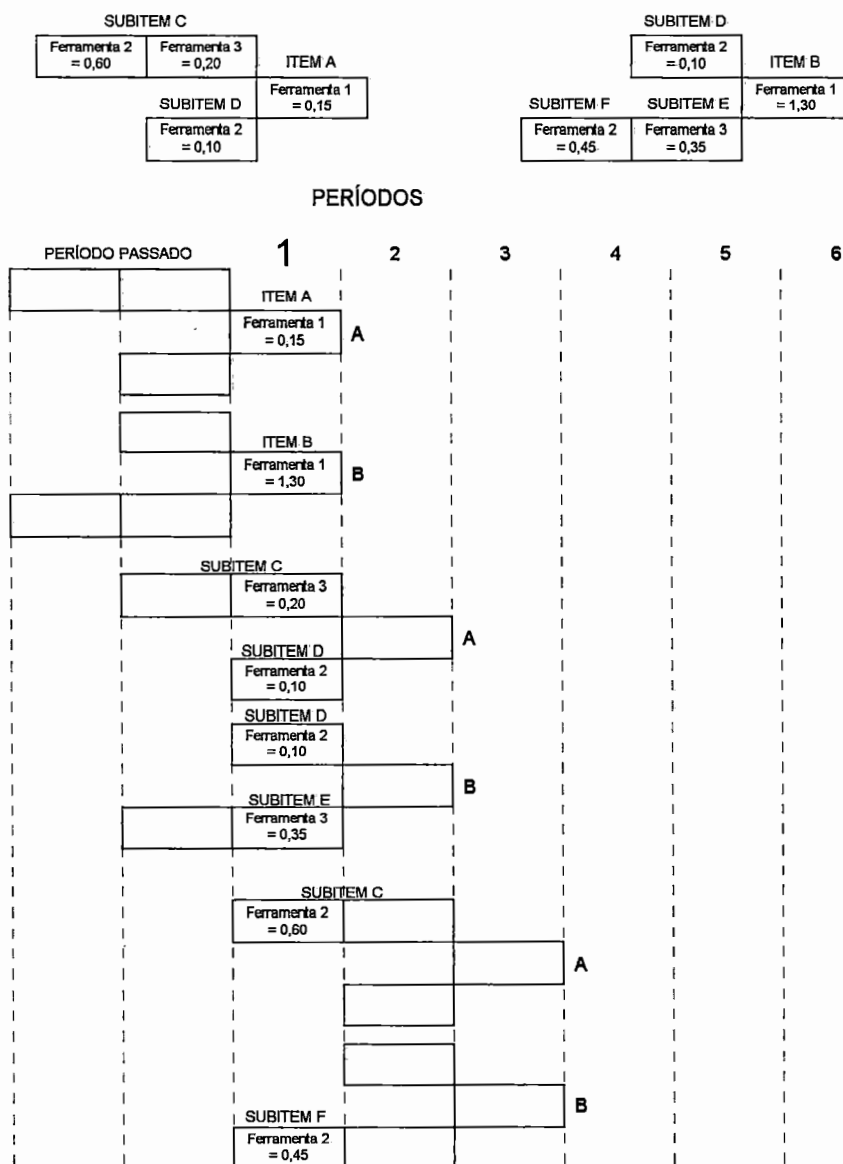 SUBITEM C
Ferramenta 2
= 0,60
Ferramenta 3
= 0,20
ITEM A
Ferramenta 1
= 0,15
SUBITEM D
Ferramenta 2
= 0,10
SUBITEM D
Ferramenta 2
= 0,10
ITEM B
Ferramenta 1
= 1,30
SUBITEM F
SUBITEM E
Ferramenta 2
= 0,45
Ferramenta 3
= 0,35
PERÍODOS
PERÍODO PASSADO 1 2 3 4 5 6
ITEM A
Ferramenta 1
= 0,15
A
ITEM B
Ferramenta 1
= 1,30
B
SUBITEM C
Ferramenta 3
= 0,20
A
SUBITEM D
Ferramenta 2
= 0,10
SUBITEM D
Ferramenta 2
= 0,10
B
SUBITEM E
Ferramenta 3
= 0,35
SUBITEM C
Ferramenta 2
= 0,60
A
B
SUBITEM F
Ferramenta 2
= 0,45